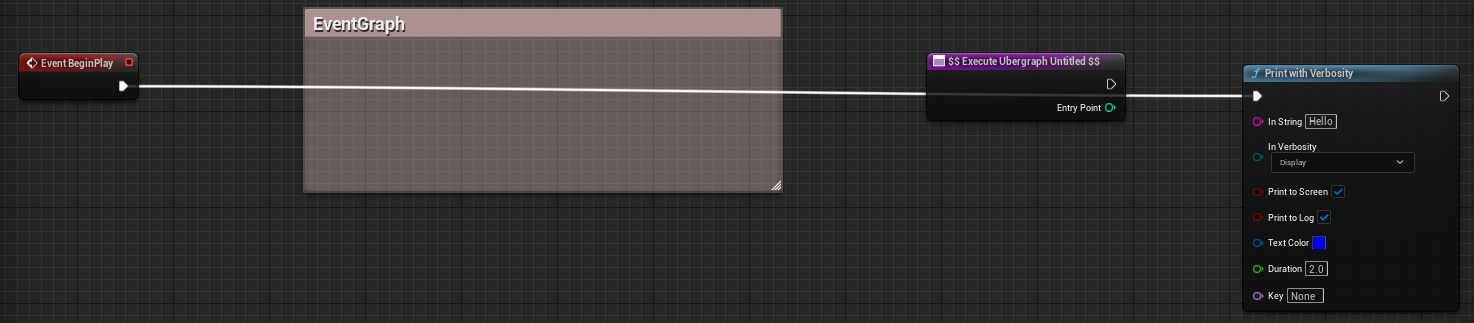 EventGraph
Event BeginPlay
$$ Execute Ubergraph Untitled $$
Entry Point
Print with Verbosity
In String Hello
In Verbosity
Display
Print to Screen
Print to Log
Text Color
Duration 2.0
Key None